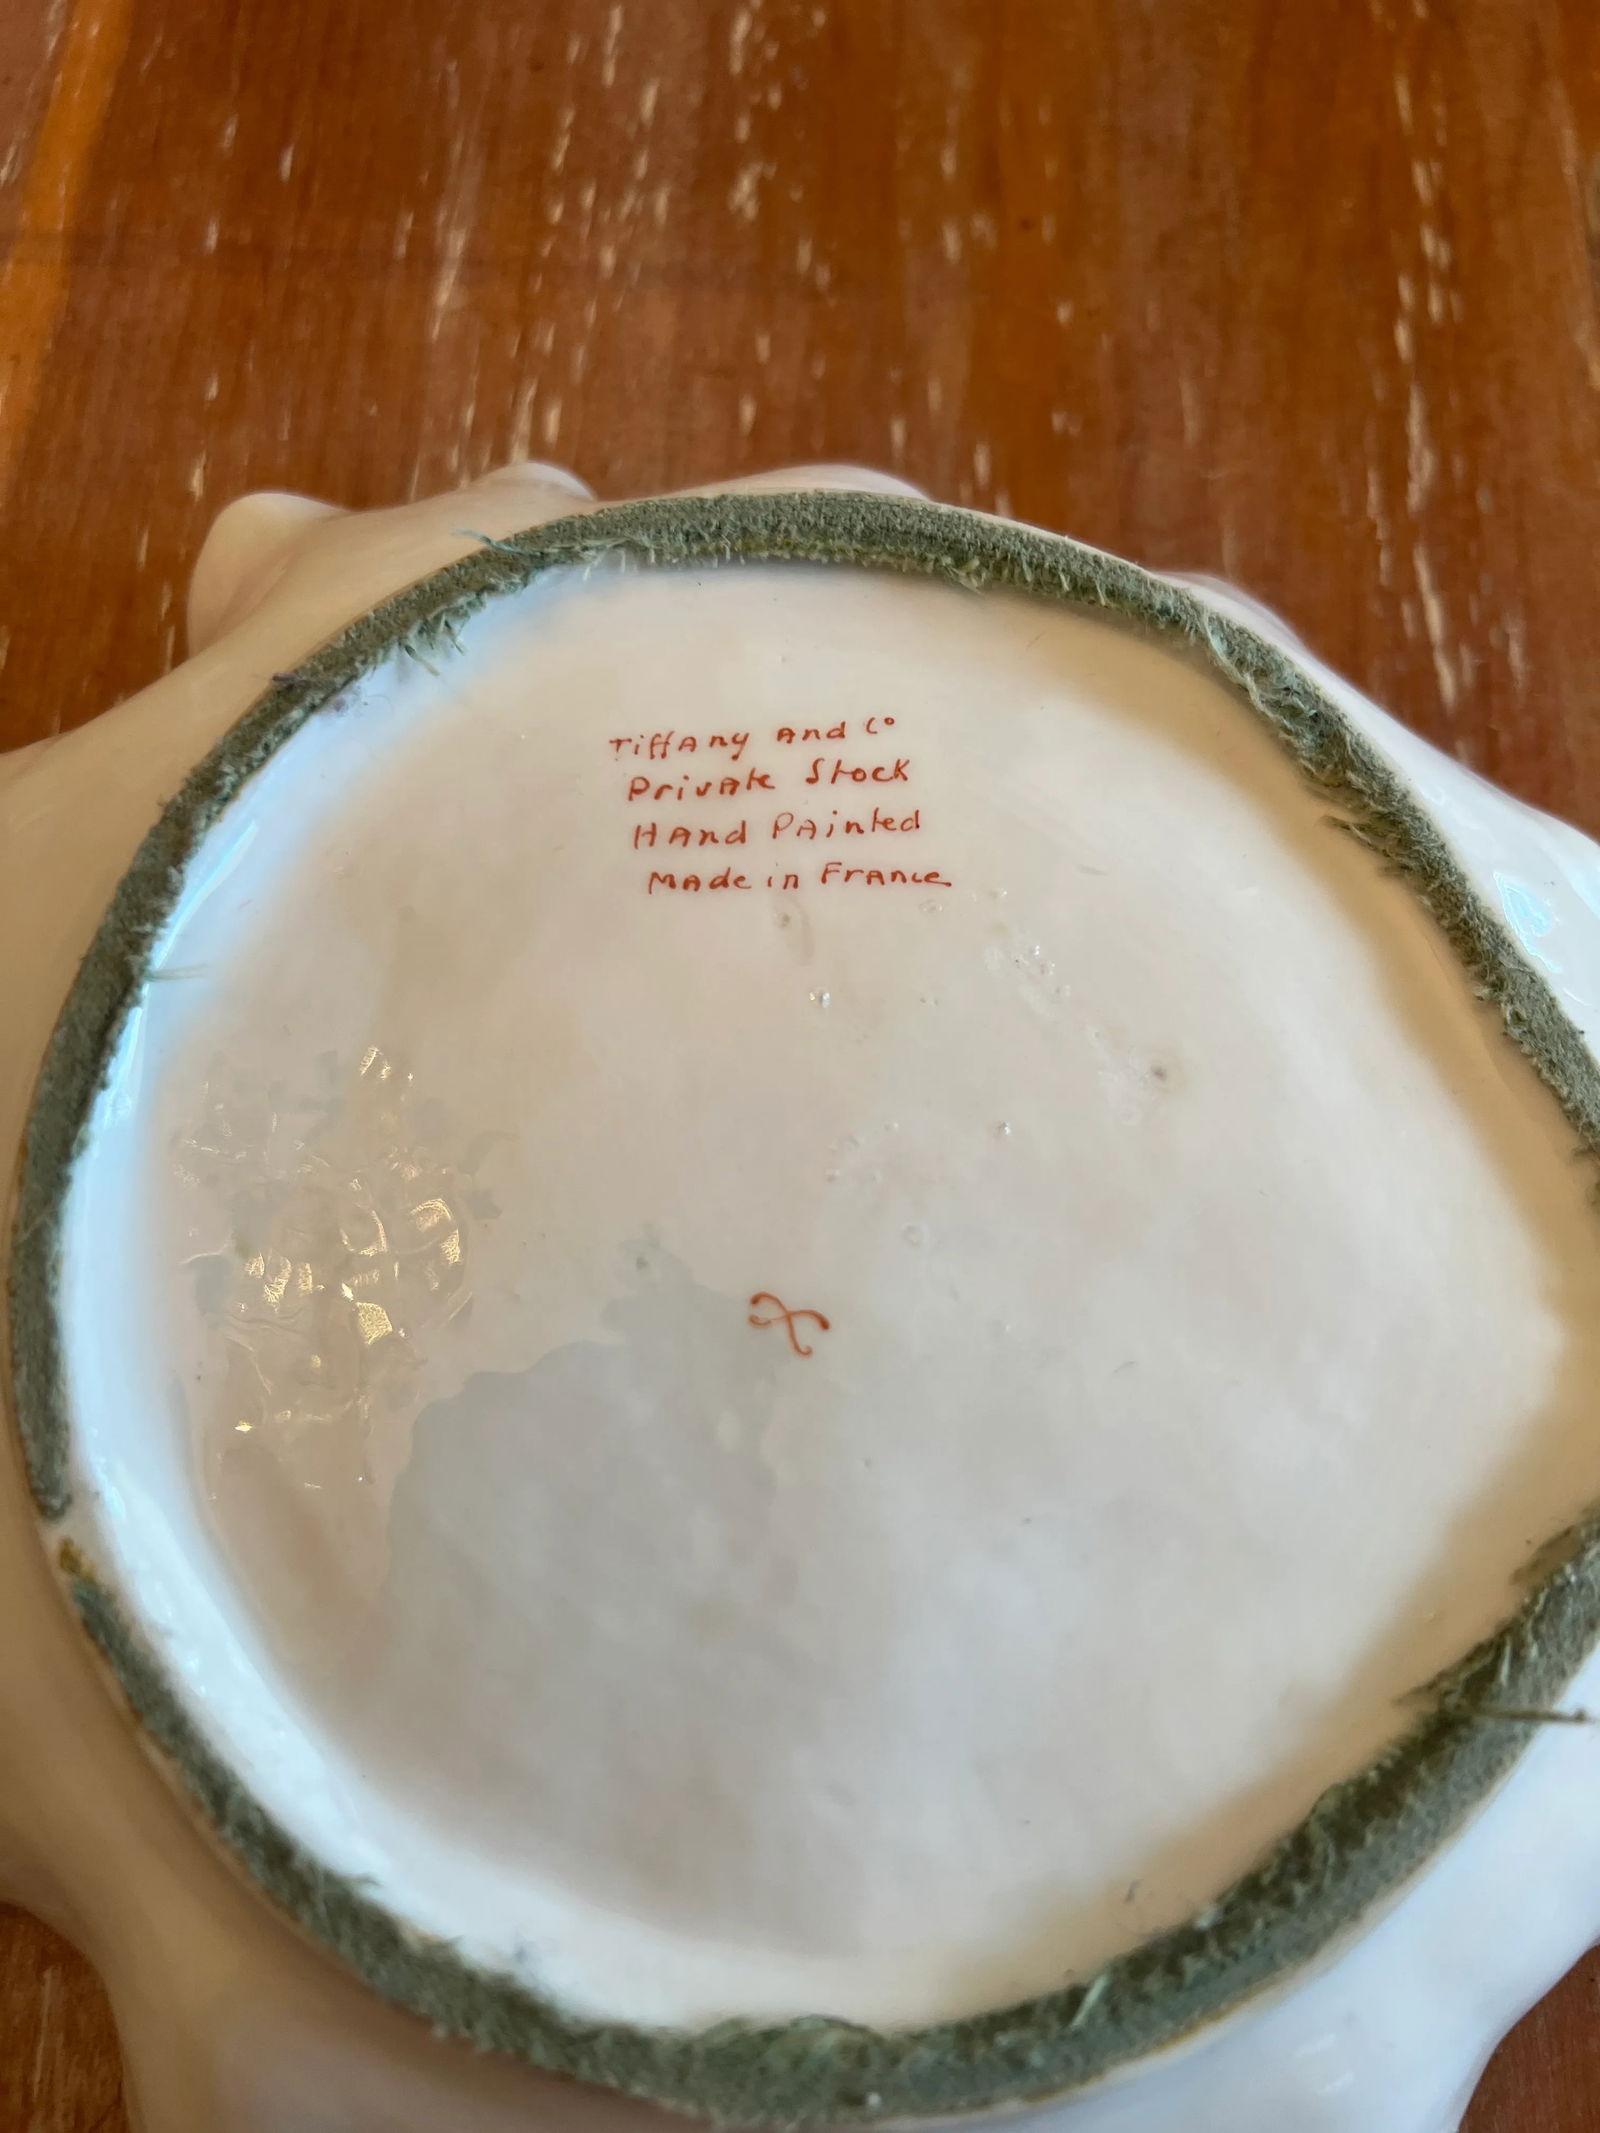 Tiffany And Co
Private Stock
Hand Painted
Made in France